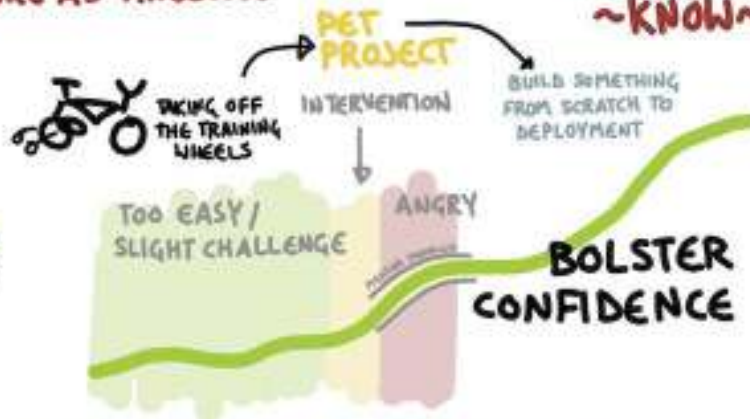 ~KNOW~
PET
PROJECT
TAKING OFF
THE TRAINING
WHEELS
INTERVENTION
BUILD SOMETHING
FROM SCRATCH TO
DEPLOYMENT
TOO EASY/
SLIGHT CHALLENGE
ANGRY
BOLSTER
CONFIDENCE